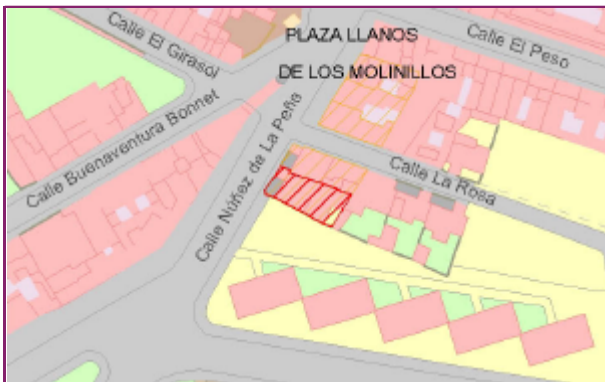 Calle El Girasol
PLAZA LLANOS
DE LOS MOLINILLOS
Calle El Peso
Calle Buenaventura Bonnet
Calle Núñez de La Peña
Calle La Rosa